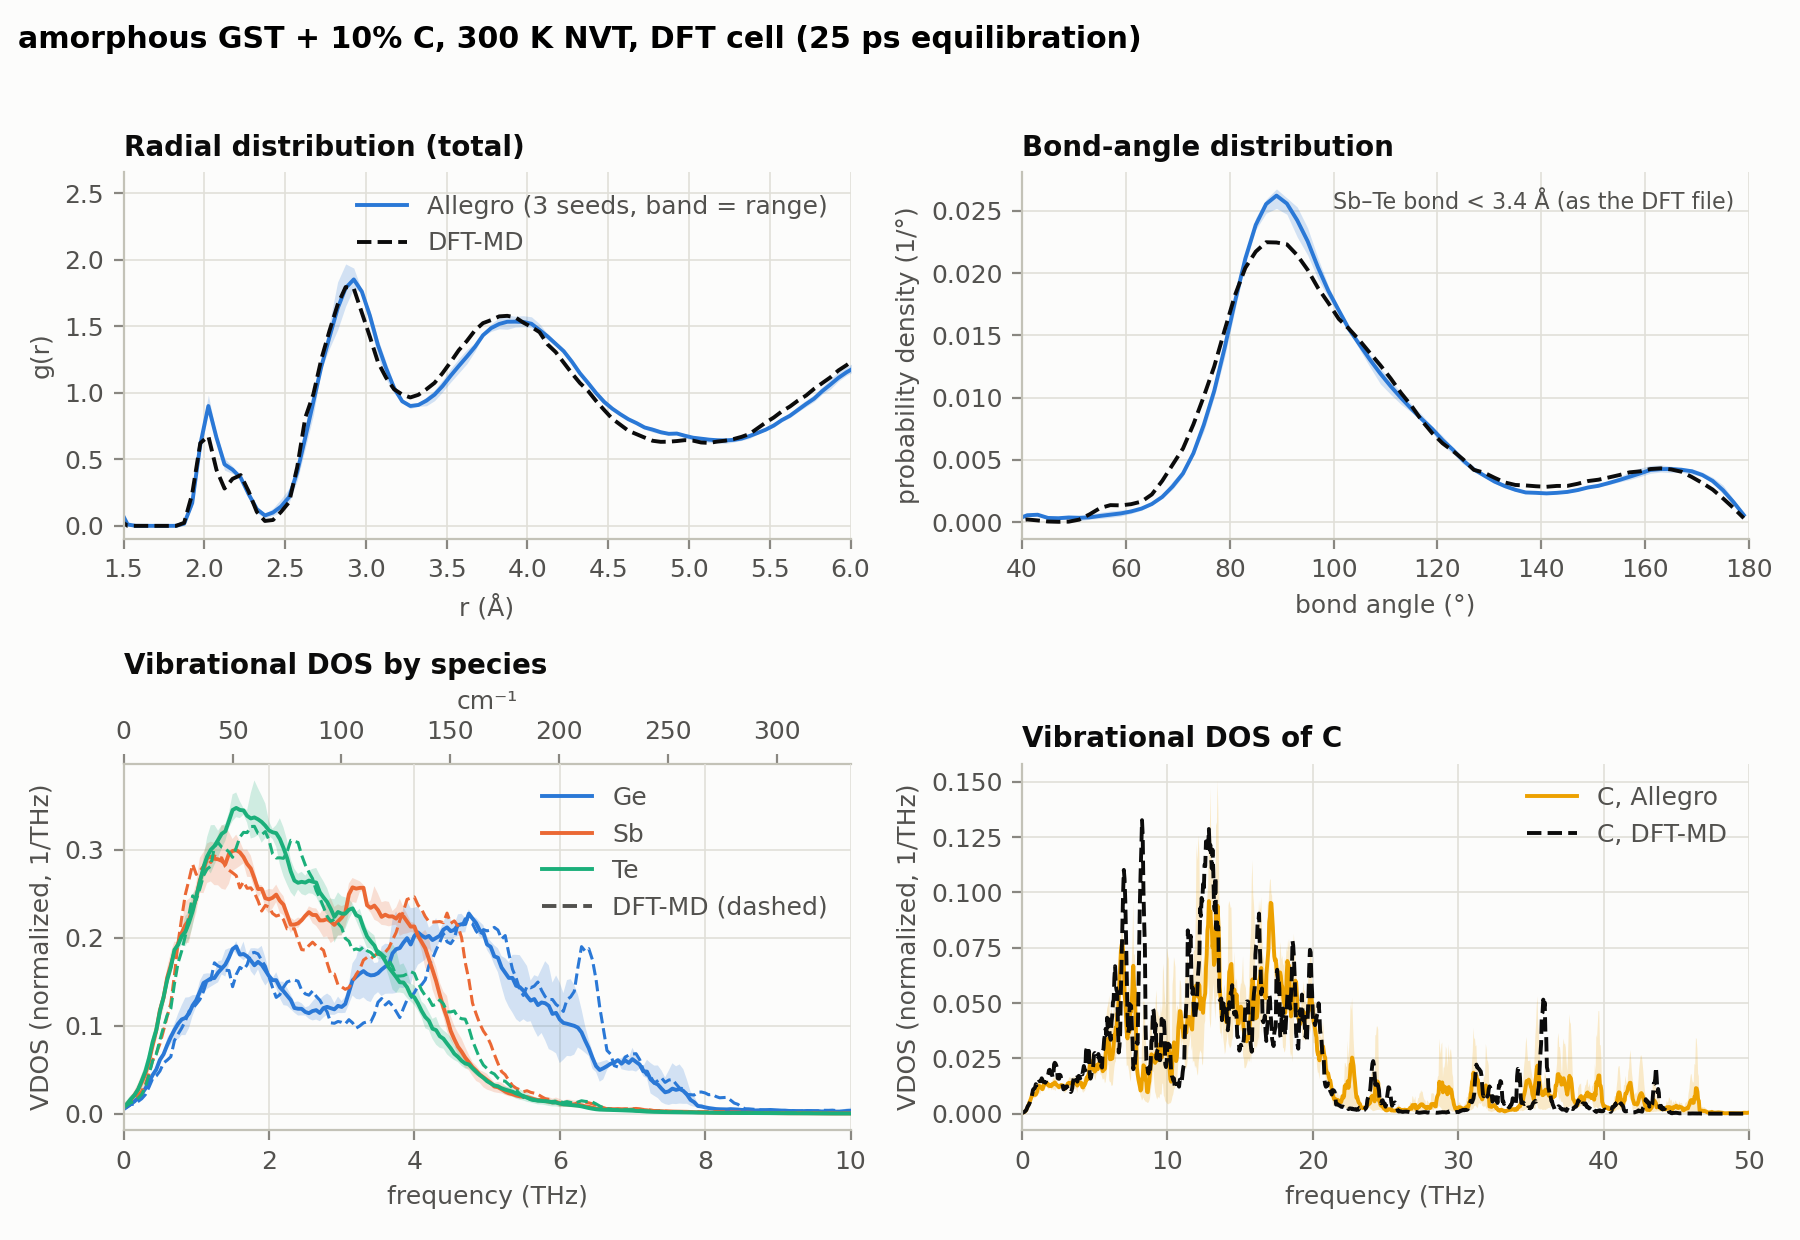 amorphous GST + 10% C, 300 K NVT, DFT cell (25 ps equilibration)
Radial distribution (total)
g(r)
2.5
2.0
1.5
1.0
0.5
0.0
Allegro (3 seeds, band = range)
DFT-MD
1.5 2.0 2.5 3.0 3.5 4.0 4.5 5.0 5.5 6.0
r (Å)
Bond-angle distribution
probability density (1/°)
0.025
0.020
0.015
0.010
0.005
0.000
Sb–Te bond < 3.4 Å (as the DFT file)
40 60 80 100 120 140 160 180
bond angle (°)
Vibrational DOS by species
cm⁻¹
0 50 100 150 200 250 300
VDOS (normalized, 1/THz)
0.3
0.2
0.1
0.0
Ge
Sb
Te
DFT-MD (dashed)
0 2 4 6 8 10
frequency (THz)
Vibrational DOS of C
VDOS (normalized, 1/THz)
0.150
0.125
0.100
0.075
0.050
0.025
0.000
C, Allegro
C, DFT-MD
0 10 20 30 40 50
frequency (THz)